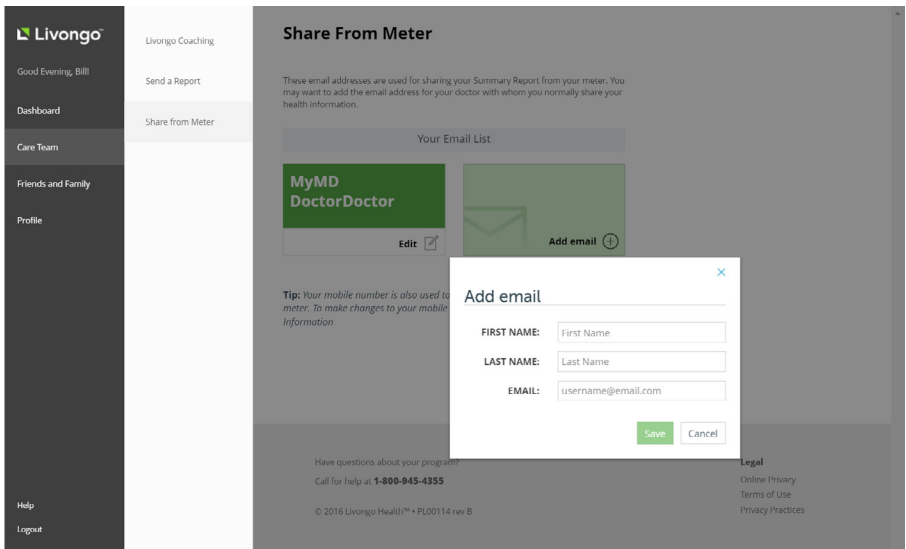 Livongo
Good Evening, Bill!
Dashboard
Care Team
Friends and Family
Profile
Help
Logout
Livongo Coaching
Send a Report
Share from Meter
Share From Meter
These email addresses are used for sharing your Summary Report from your meter. You
may want to add the email address for your doctor with whom you normally share your
health information.
Your Email List
MyMD
DoctorDoctor
Edit
Add email
Tip: Your mobile number is also used to
meter. To make changes to your mobile
Information
Add email
FIRST NAME: First Name
LAST NAME: Last Name
EMAIL: username@email.com
Save Cancel
Have questions about your program?
Call for help at 1-800-945-4355
© 2016 Livongo Health™ • PL00114 rev B
Legal
Online Privacy
Terms of Use
Privacy Practices